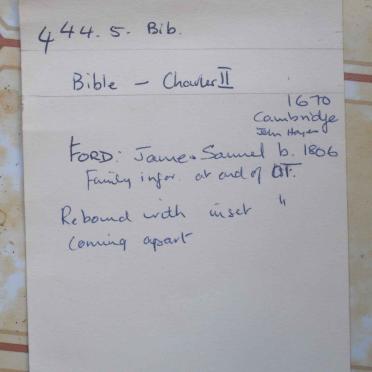 444. 5. Bib.
Bible – Charles II
1670
Cambridge
John Hayes
FORD: James Samuel b. 1806
Family infor. at end of OT.
Rebound with inset "
Coming apart